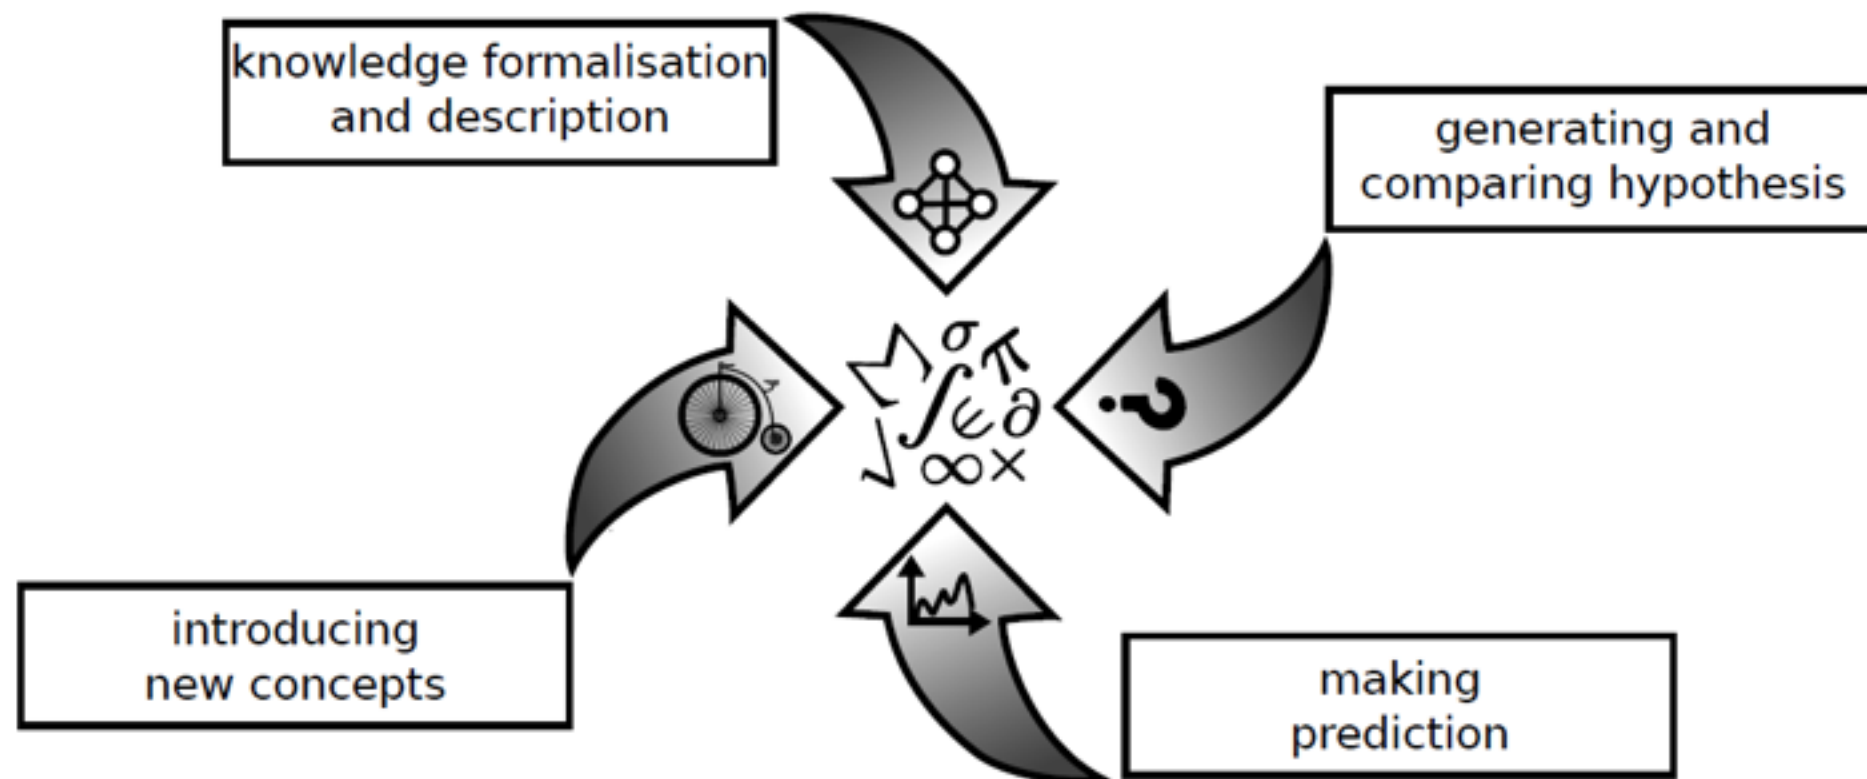 knowledge formalisation
and description
generating and
comparing hypothesis
σ π
∑ ∫ ∈ ∂
√ ∞ ×
?
introducing
new concepts
making
prediction